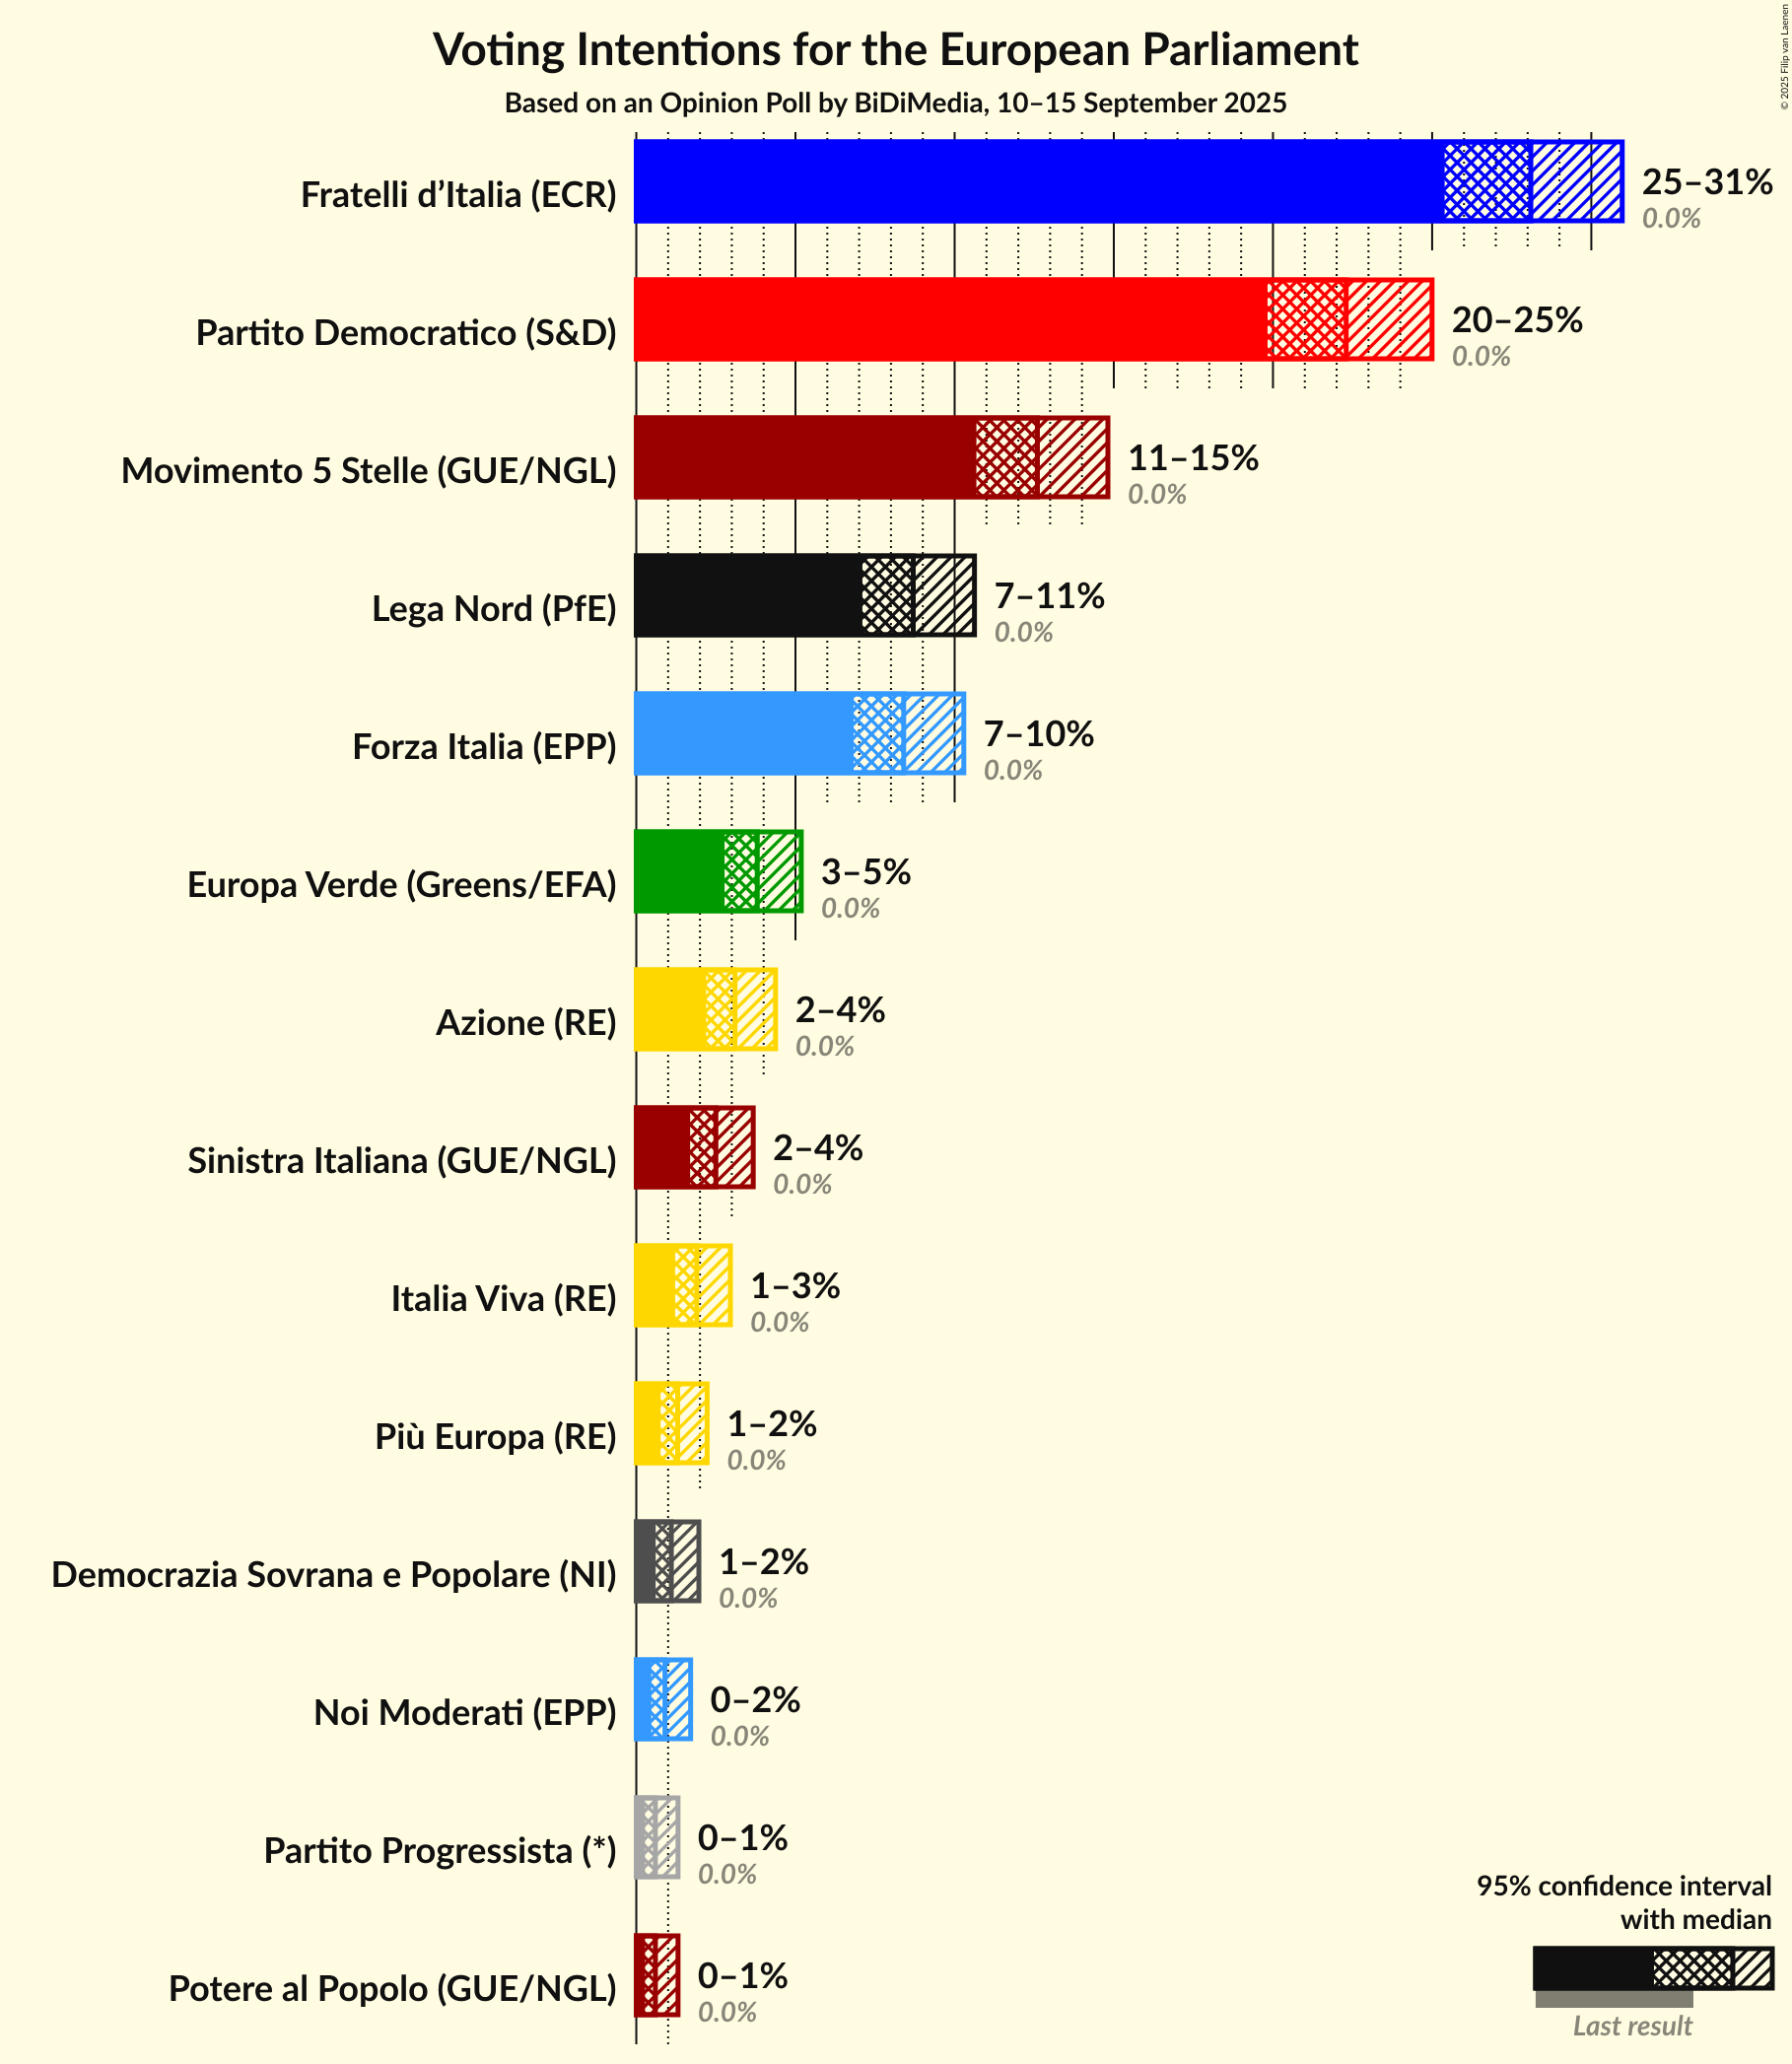 Voting Intentions for the European Parliament
Based on an Opinion Poll by BiDiMedia, 10–15 September 2025
© 2025 Filip van Laenen
Fratelli d’Italia (ECR)
25–31%
0.0%
Partito Democratico (S&D)
20–25%
0.0%
Movimento 5 Stelle (GUE/NGL)
11–15%
0.0%
Lega Nord (PfE)
7–11%
0.0%
Forza Italia (EPP)
7–10%
0.0%
Europa Verde (Greens/EFA)
3–5%
0.0%
Azione (RE)
2–4%
0.0%
Sinistra Italiana (GUE/NGL)
2–4%
0.0%
Italia Viva (RE)
1–3%
0.0%
Più Europa (RE)
1–2%
0.0%
Democrazia Sovrana e Popolare (NI)
1–2%
0.0%
Noi Moderati (EPP)
0–2%
0.0%
Partito Progressista (*)
0–1%
0.0%
Potere al Popolo (GUE/NGL)
0–1%
0.0%
95% confidence interval
with median
Last result